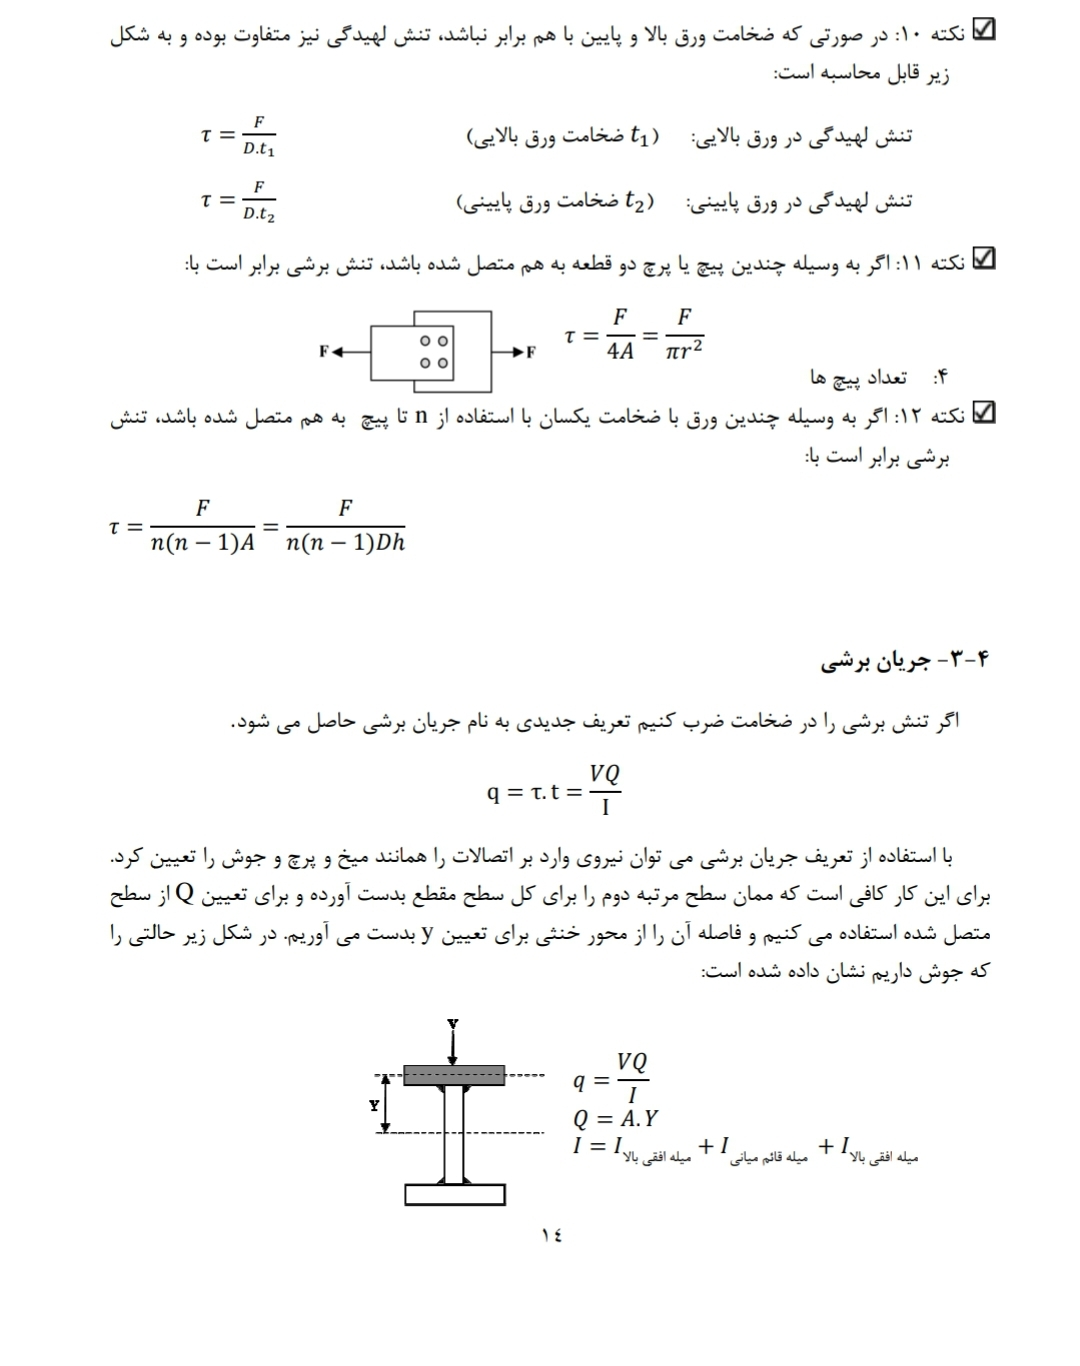 نکته ۱۰: در صورتی که ضخامت ورق بالا و پایین با هم برابر نباشد، تنش لهیدگی نیز متفاوت بوده و به شکل
زیر قابل محاسبه است:
تنش لهیدگی در ورق بالایی: (t₁ ضخامت ورق بالایی) τ = F/D.t₁
تنش لهیدگی در ورق پایینی: (t₂ ضخامت ورق پایینی) τ = F/D.t₂
نکته ۱۱: اگر به وسیله چندین پیچ یا پرچ دو قطعه به هم متصل شده باشد، تنش برشی برابر است با:
F F τ = F/4A = F/πr²
۴: تعداد پیچ ها
نکته ۱۲: اگر به وسیله چندین ورق با ضخامت یکسان با استفاده از n تا پیچ به هم متصل شده باشد، تنش
برشی برابر است با:
τ = F/n(n − 1)A = F/n(n − 1)Dh
۴-۳- جریان برشی
اگر تنش برشی را در ضخامت ضرب کنیم تعریف جدیدی به نام جریان برشی حاصل می شود.
q = τ.t = VQ/I
با استفاده از تعریف جریان برشی می توان نیروی وارد بر اتصالات را همانند میخ و پرچ و جوش را تعیین کرد.
برای این کار کافی است که ممان سطح مرتبه دوم را برای کل سطح مقطع بدست آورده و برای تعیین Q از سطح
متصل شده استفاده می کنیم و فاصله آن را از محور خنثی برای تعیین y بدست می آوریم. در شکل زیر حالتی را
که جوش داریم نشان داده شده است:
V
q = VQ/I
Y
Q = A.Y
I = I میله افقی بالا + I میله قائم میانی + I میله افقی بالا
١٤